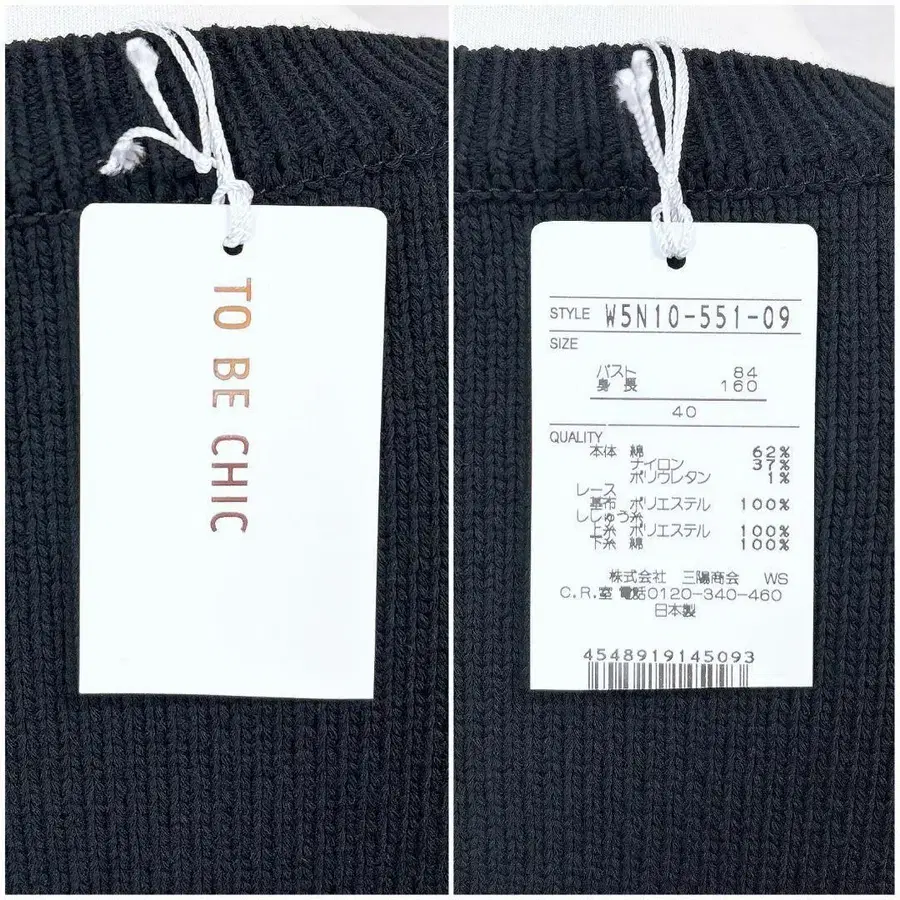 TO BE CHIC
STYLE W5N10-551-09
SIZE
バスト 84
身長 160
40
QUALITY
本体 綿 62%
ナイロン 37%
ポリウレタン 1%
レース
基布 ポリエステル 100%
ししゅう糸
上糸 ポリエステル 100%
下糸 綿 100%
株式会社 三陽商会 WS
C.R.室 電話0120-340-460
日本製
4548919145093